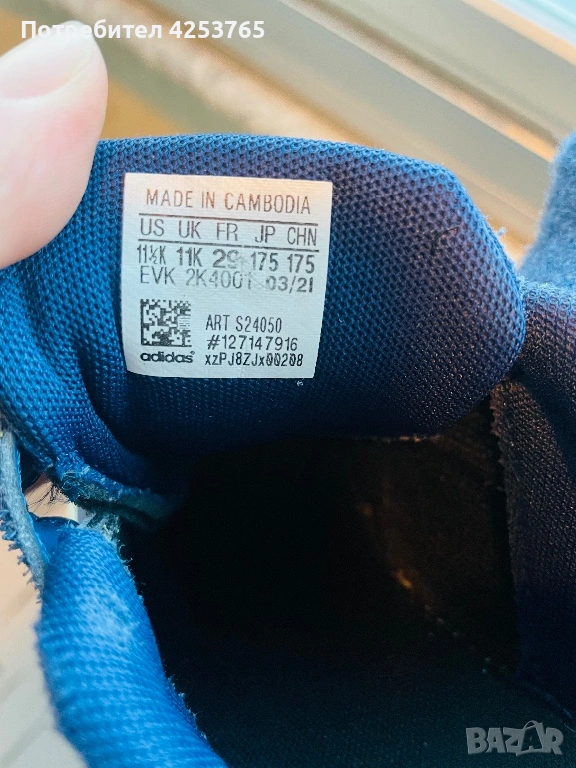 Потребител 4253765
MADE IN CAMBODIA
US UK FR JP CHN
11½K 11K 29 175 175
EVK 2K4001 03/21
ART S24050
#127147916
adidas® xzPJ8ZJx00208
BAZAR